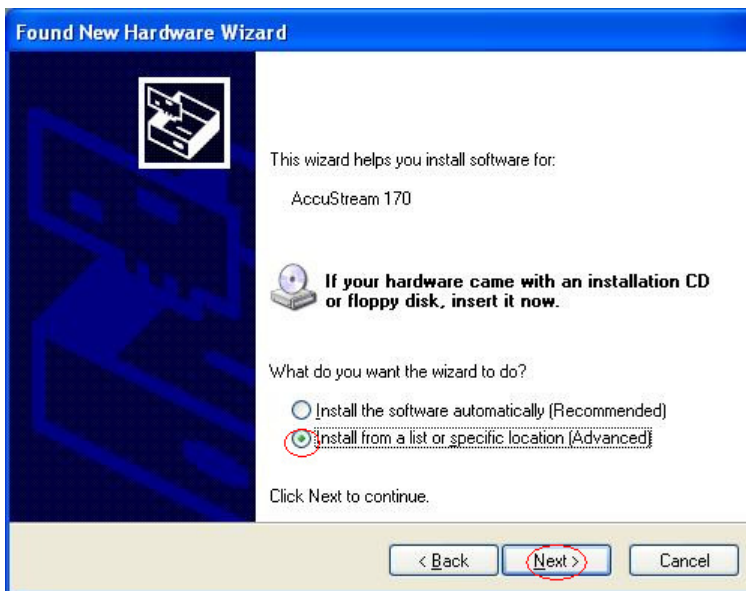 Found New Hardware Wizard
This wizard helps you install software for:
AccuStream 170
If your hardware came with an installation CD
or floppy disk, insert it now.
What do you want the wizard to do?
Install the software automatically (Recommended)
Install from a list or specific location (Advanced)
Click Next to continue.
< Back Next > Cancel